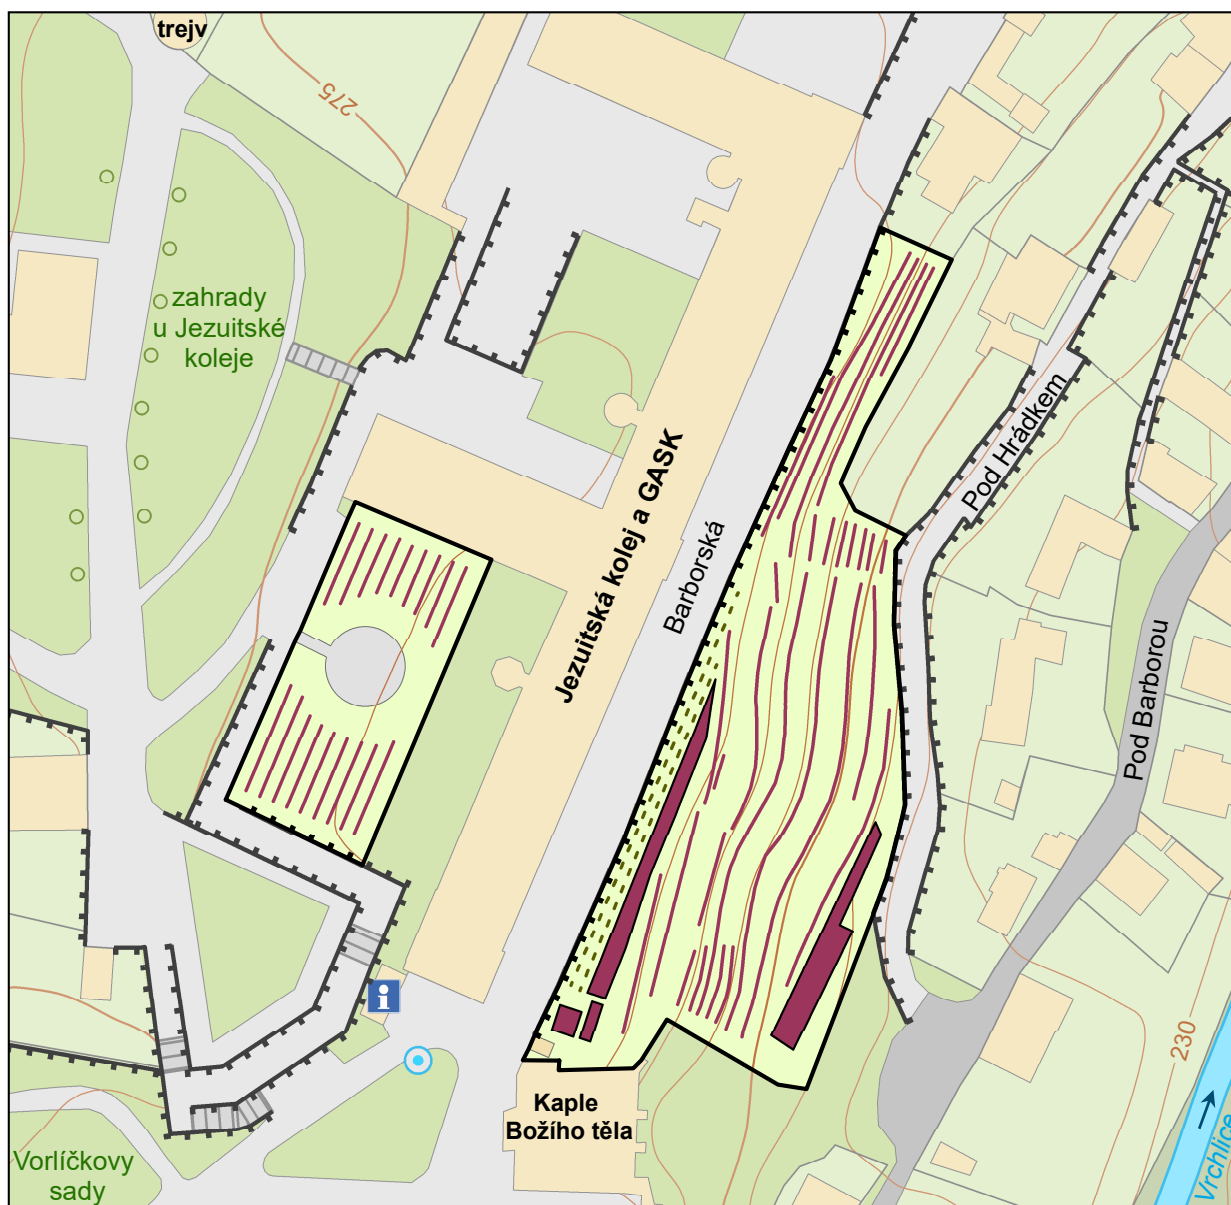 trejv
275
zahrady
u Jezuitské
koleje
Jezuitská kolej a GASK
Barborská
Pod Hrádkem
Pod Barborou
i
230
Vrchlice
Kaple
Božího těla
Vorlíčkovy
sady